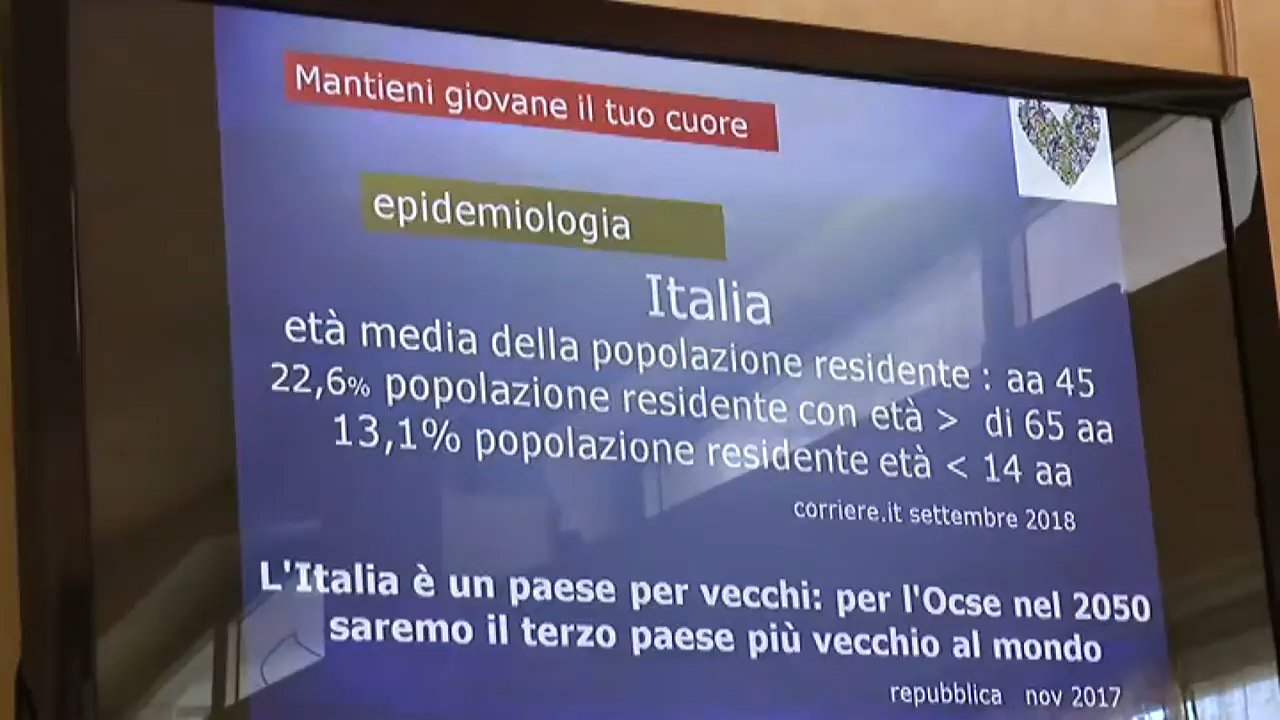 Mantieni giovane il tuo cuore
epidemiologia
Italia
età media della popolazione residente : aa 45
22,6% popolazione residente con età > di 65 aa
13,1% popolazione residente età < 14 aa
corriere.it settembre 2018
L'Italia è un paese per vecchi: per l'Ocse nel 2050
saremo il terzo paese più vecchio al mondo
repubblica nov 2017